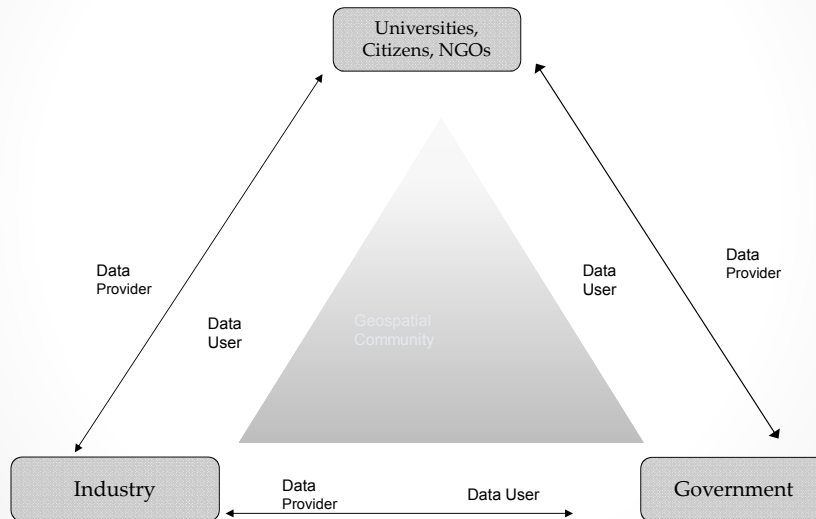 Universities,
Citizens, NGOs
Data
Provider
Data
User
Data
User
Data
Provider
Geospatial
Community
Industry
Data
Provider
Data User
Government